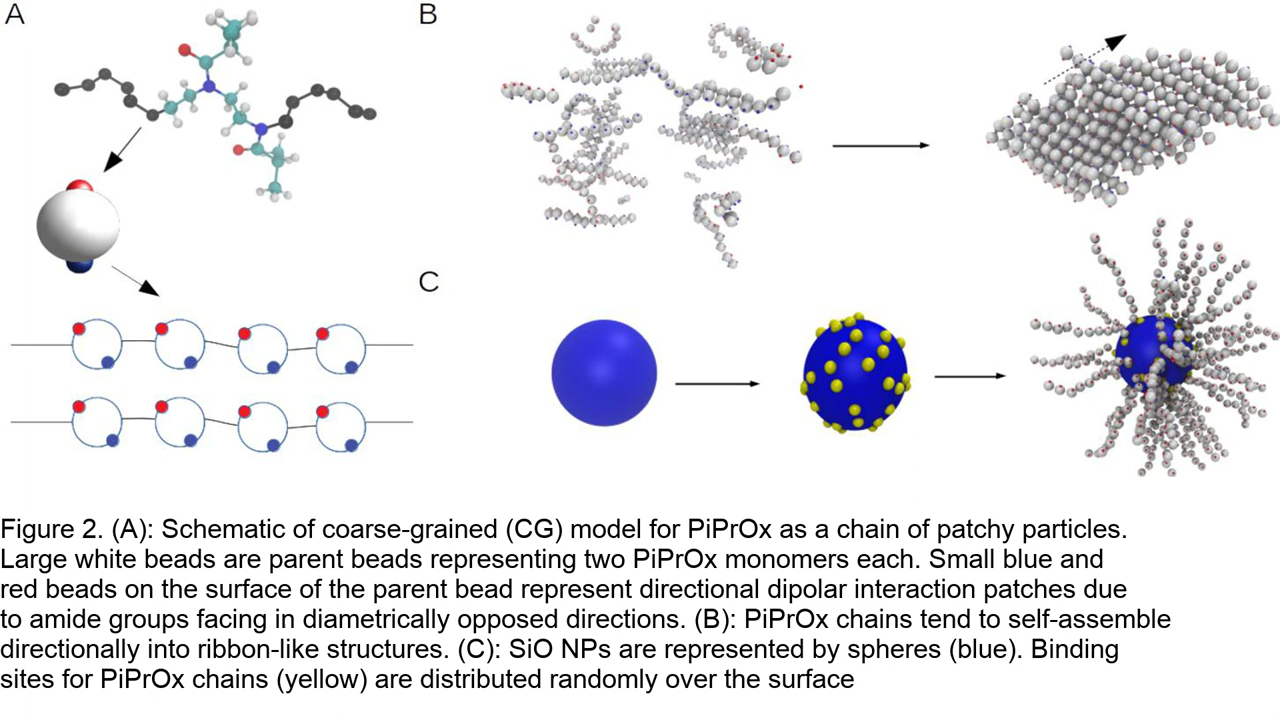 A
B
C
Figure 2. (A): Schematic of coarse-grained (CG) model for PiPrOx as a chain of patchy particles.
Large white beads are parent beads representing two PiPrOx monomers each. Small blue and
red beads on the surface of the parent bead represent directional dipolar interaction patches due
to amide groups facing in diametrically opposed directions. (B): PiPrOx chains tend to self-assemble
directionally into ribbon-like structures. (C): SiO NPs are represented by spheres (blue). Binding
sites for PiPrOx chains (yellow) are distributed randomly over the surface